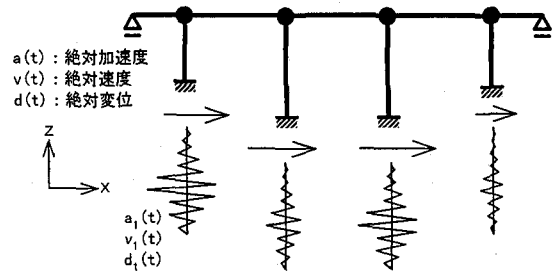 a(t)：絶対加速度
v(t)：絶対速度
d(t)：絶対変位
Z
X
a₁(t)
v₁(t)
d₁(t)